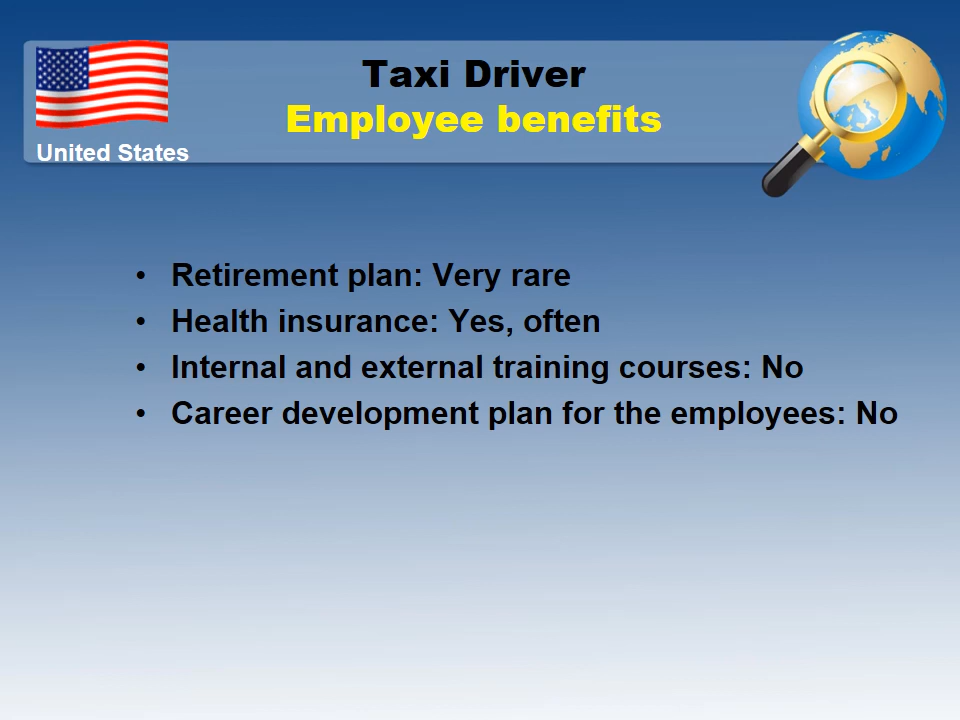 Taxi Driver
Employee benefits
United States
• Retirement plan: Very rare
• Health insurance: Yes, often
• Internal and external training courses: No
• Career development plan for the employees: No